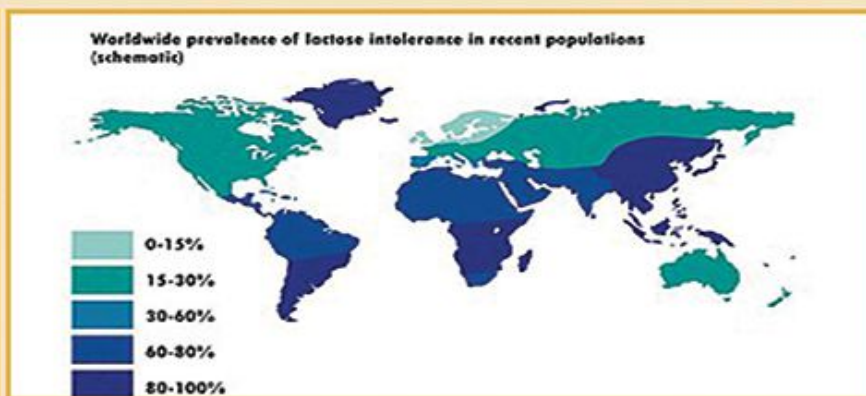 Worldwide prevalence of lactose intolerance in recent populations
(schematic)
0-15%
15-30%
30-60%
60-80%
80-100%